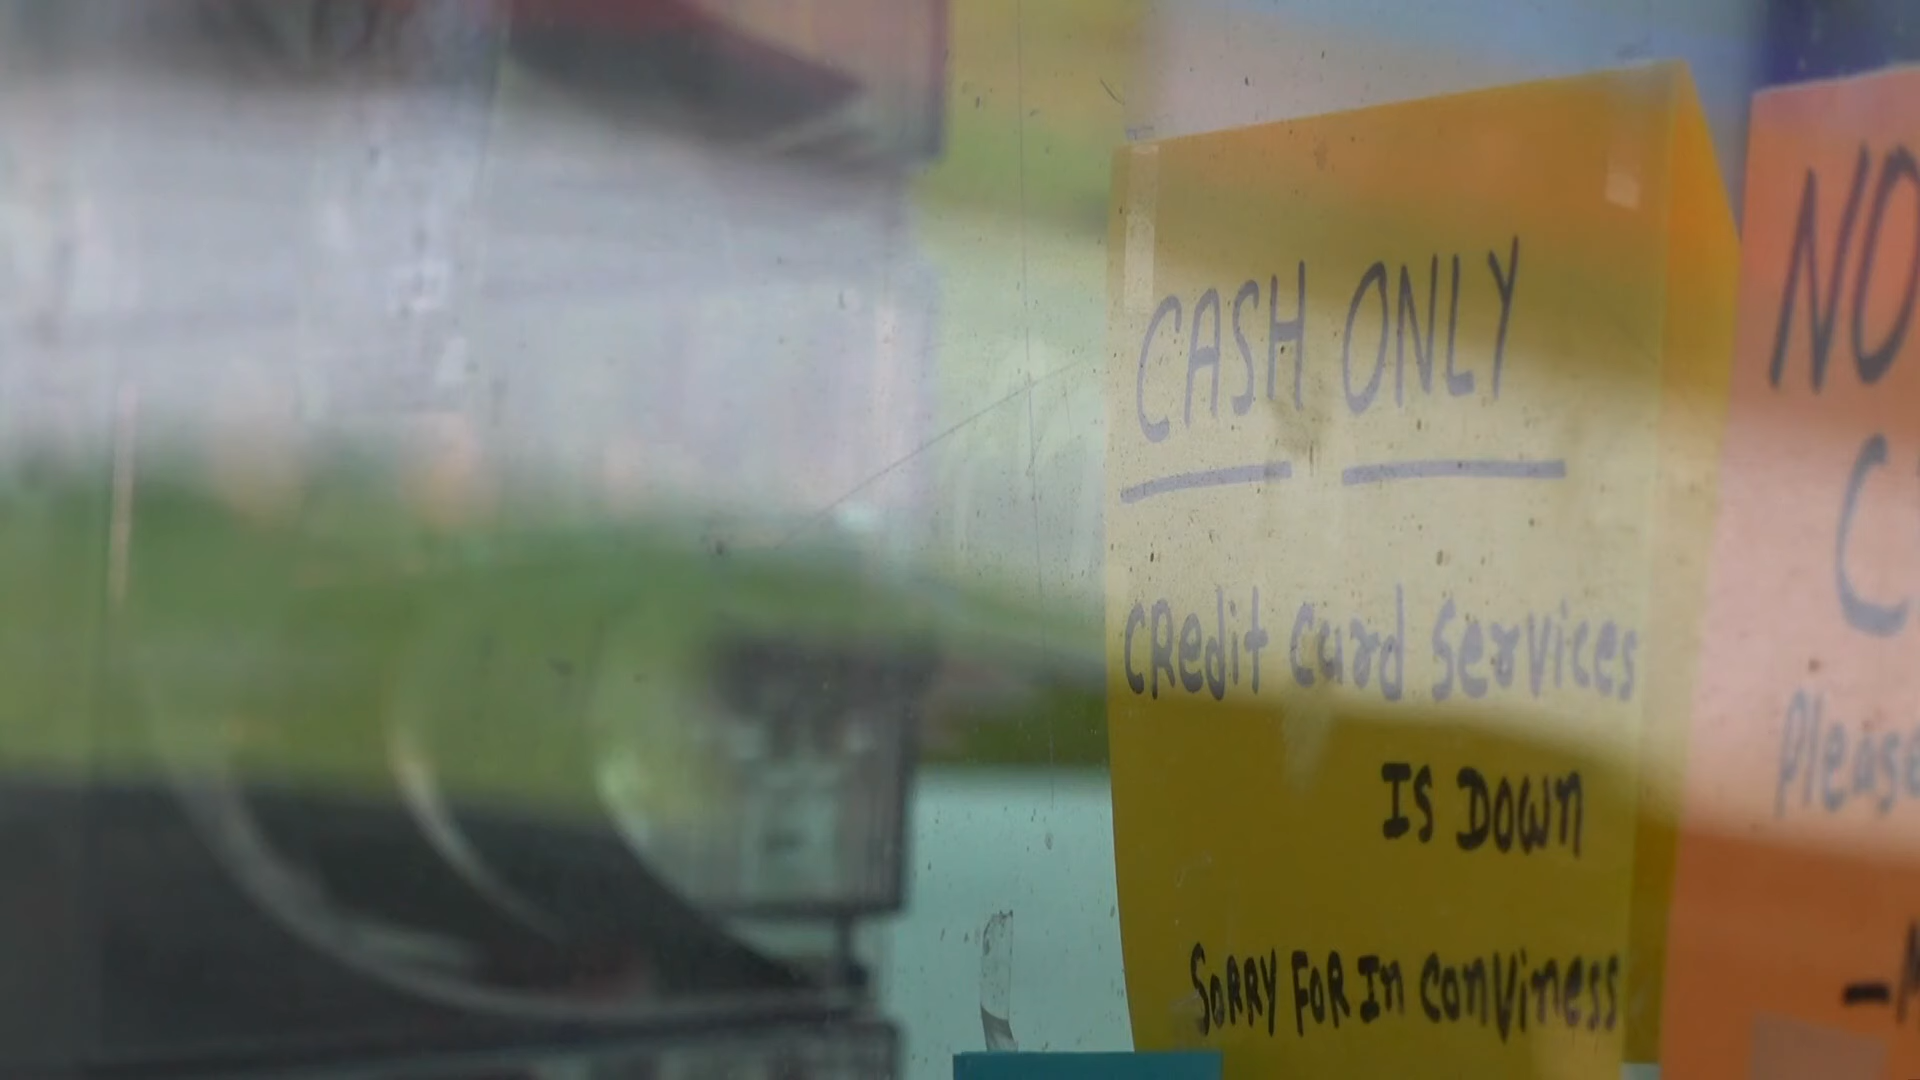 CASH ONLY
CRedit Card Services
IS DOWN
SORRY FOR In ConViness
NO
C
Please